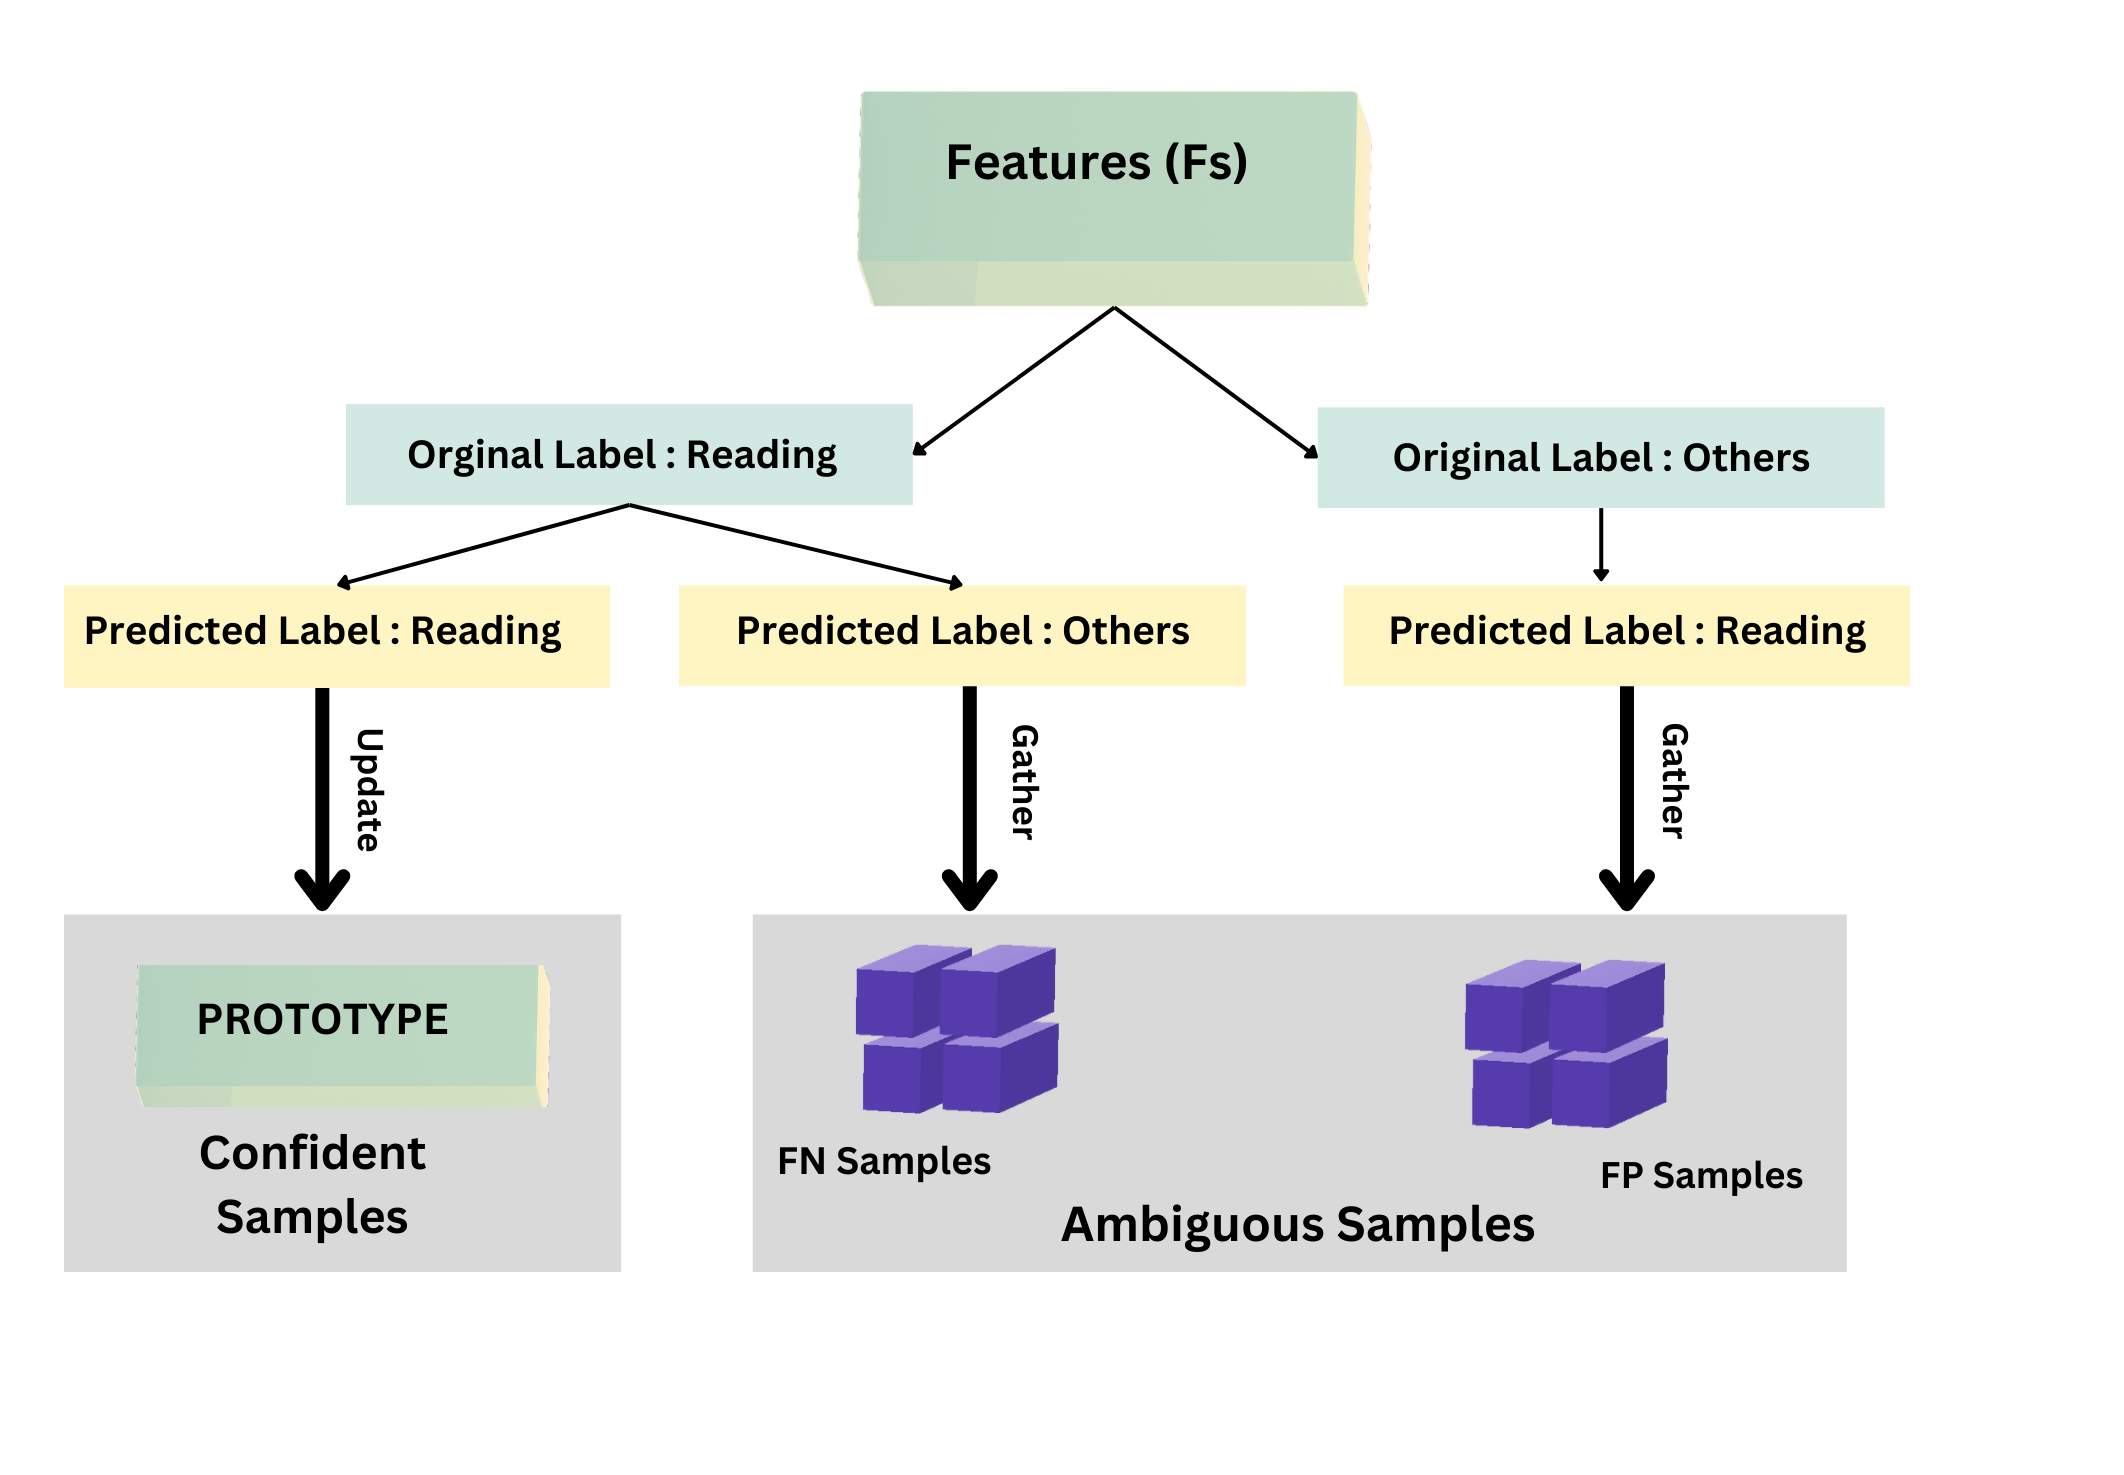 Features (Fs)
Orginal Label : Reading
Original Label : Others
Predicted Label : Reading
Predicted Label : Others
Predicted Label : Reading
Update
Gather
Gather
PROTOTYPE
Confident
Samples
FN Samples
FP Samples
Ambiguous Samples